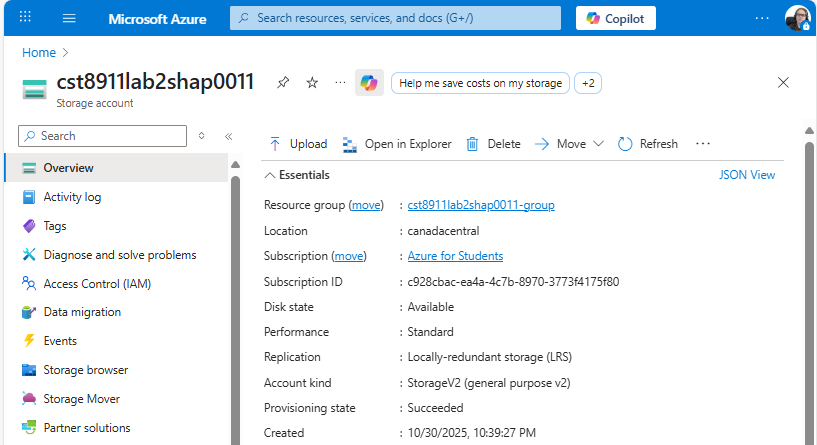 Microsoft Azure
Search resources, services, and docs (G+/)
Copilot
...
Home >
cst8911lab2shap0011
...
Help me save costs on my storage
+2
Storage account
Search
«
Upload
Open in Explorer
Delete
Move
Refresh
...
Overview
Activity log
Tags
Diagnose and solve problems
Access Control (IAM)
Data migration
Events
Storage browser
Storage Mover
Partner solutions
Essentials
JSON View
Resource group (move) : cst8911lab2shap0011-group
Location : canadacentral
Subscription (move) : Azure for Students
Subscription ID : c928cbac-ea4a-4c7b-8970-3773f4175f80
Disk state : Available
Performance : Standard
Replication : Locally-redundant storage (LRS)
Account kind : StorageV2 (general purpose v2)
Provisioning state : Succeeded
Created : 10/30/2025, 10:39:27 PM